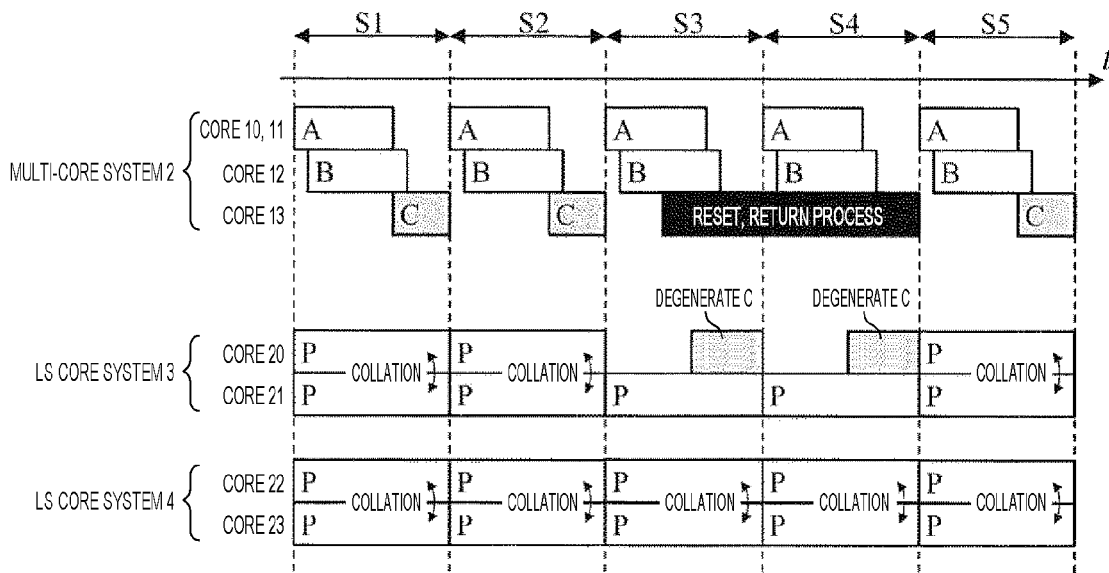 S1 S2 S3 S4 S5
t
CORE 10, 11 A A A A A
MULTI-CORE SYSTEM 2 CORE 12 B B B B B
CORE 13 C C RESET, RETURN PROCESS C
DEGENERATE C DEGENERATE C
CORE 20 P P P
LS CORE SYSTEM 3 COLLATION COLLATION COLLATION
CORE 21 P P P P P
CORE 22 P P P P P
LS CORE SYSTEM 4 COLLATION COLLATION COLLATION COLLATION COLLATION
CORE 23 P P P P P